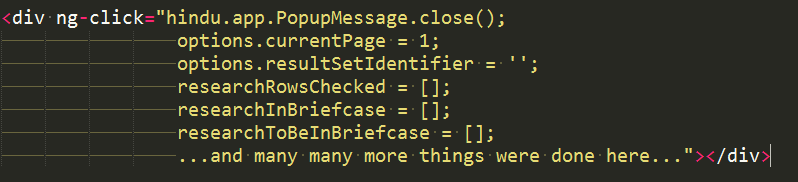 <div ng-click="hindu.app.PopupMessage.close();
options.currentPage = 1;
options.resultSetIdentifier = '';
researchRowsChecked = [];
researchInBriefcase = [];
researchToBeInBriefcase = [];
...and many many more things were done here..."></div>